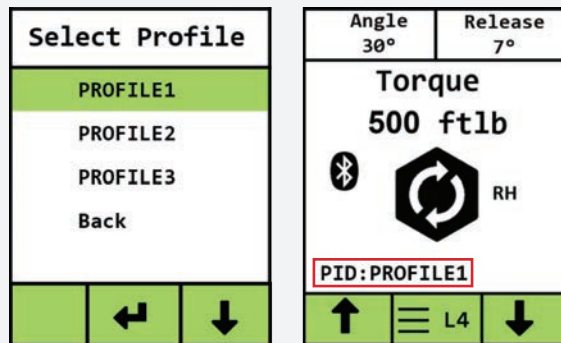 Select Profile
PROFILE1
PROFILE2
PROFILE3
Back
Angle
30°
Release
7°
Torque
500 ftlb
RH
PID:PROFILE1
L4